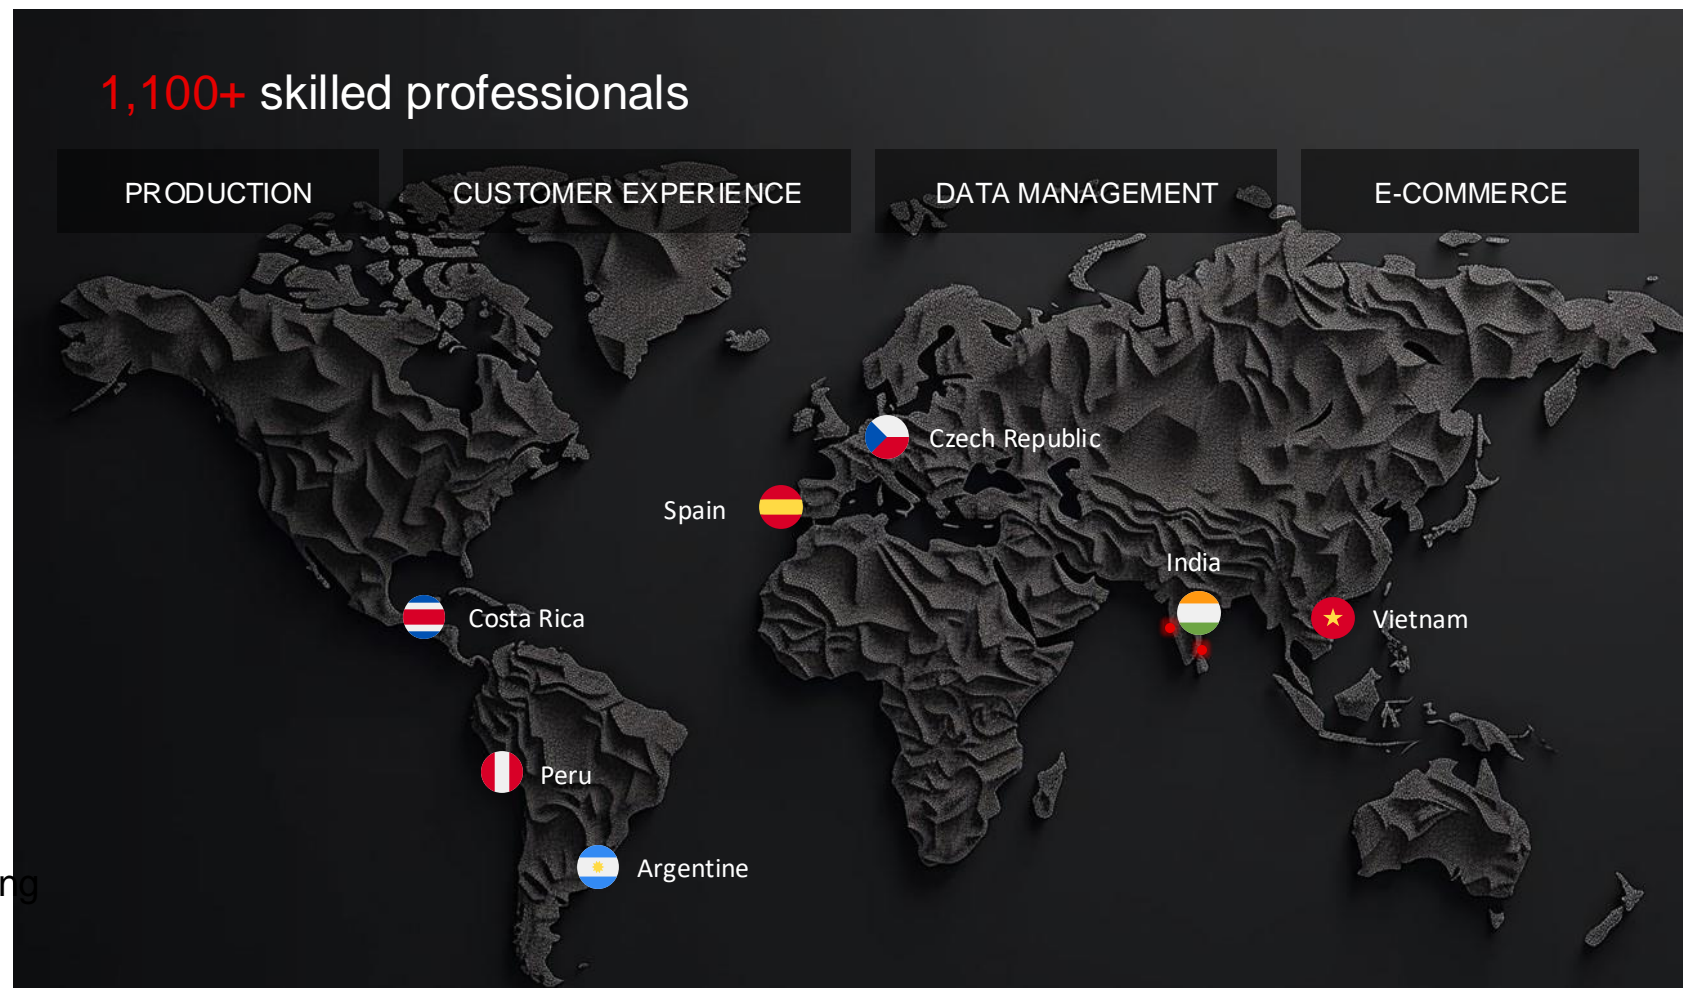 1,100+ skilled professionals
PRODUCTION
CUSTOMER EXPERIENCE
DATA MANAGEMENT
E-COMMERCE
Czech Republic
Spain
India
Costa Rica
Vietnam
Peru
Argentine
ng